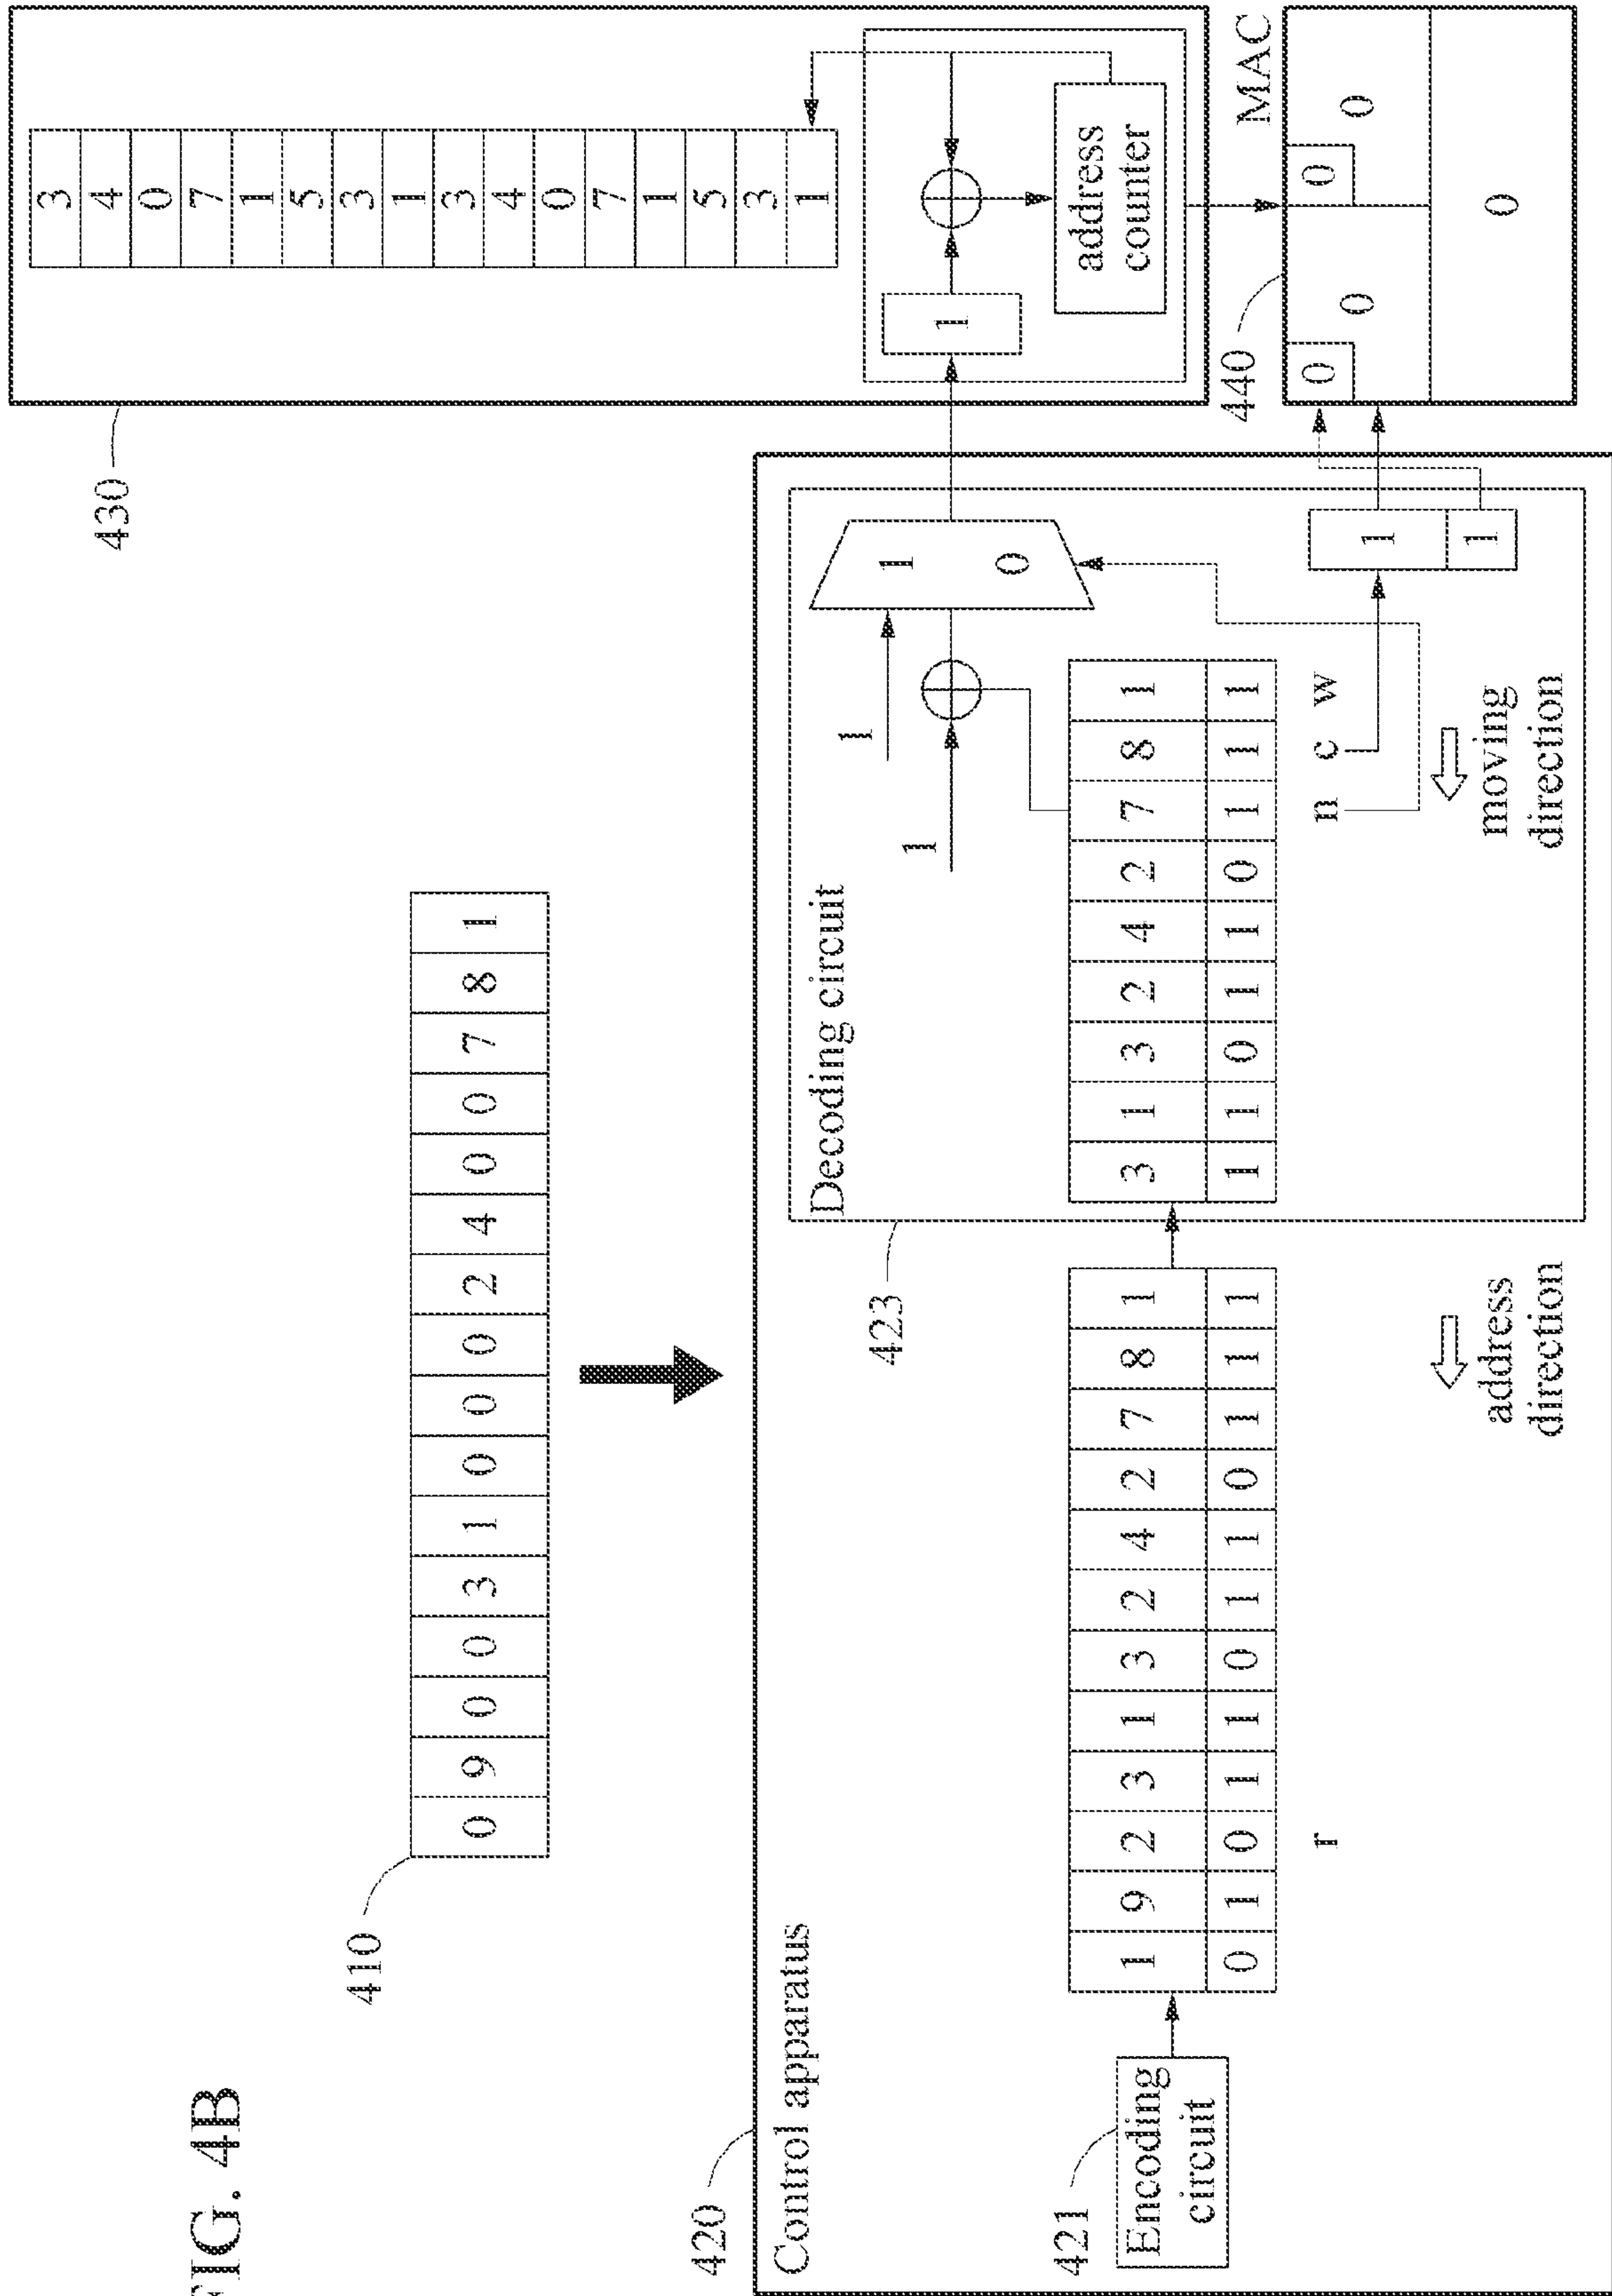 FIG. 4B
410
0 9 0 0 3 1 0 0 0 2 4 0 0 7 8 1
420
Control apparatus
421
Encoding
circuit
1 9 2 3 1 3 2 4 2 7 8 1
0 1 0 1 1 0 1 1 0 1 1 1
r
address
direction
423
Decoding circuit
1
1
1
0
3 1 3 2 4 2 7 8 1
1 1 0 1 1 0 1 1 1
n c w
moving
direction
1
1
430
3
4
0
7
1
5
3
1
3
4
0
7
1
5
3
1
1
address
counter
440
MAC
0
0
0
0
0